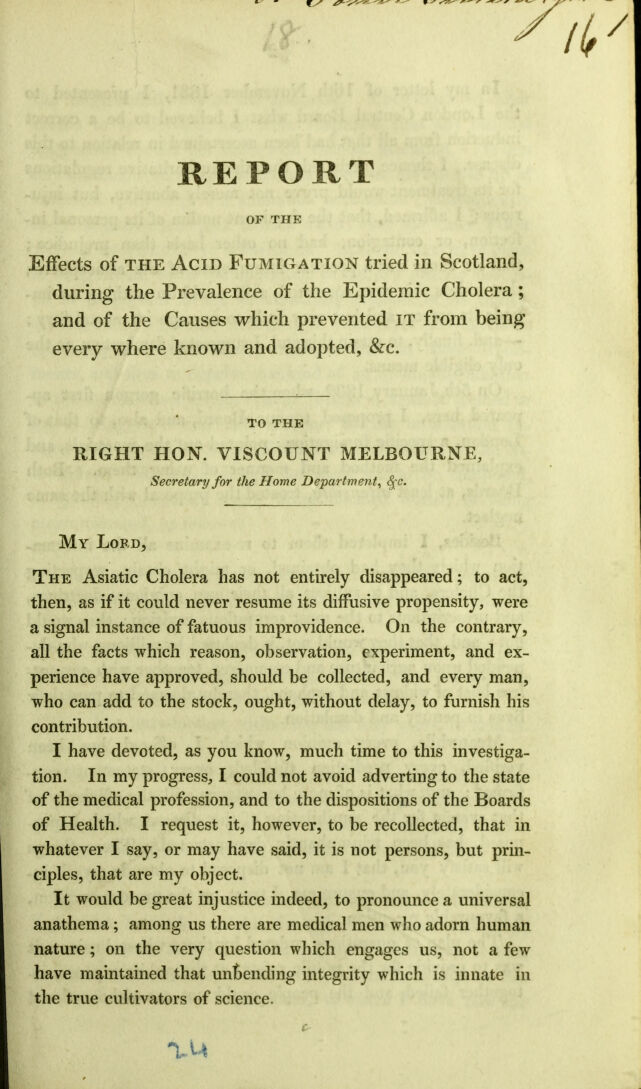 18.
16
REPORT
OF THE
Effects of THE ACID FUMIGATION tried in Scotland,
during the Prevalence of the Epidemic Cholera;
and of the Causes which prevented IT from being
every where known and adopted, &c.
TO THE
RIGHT HON. VISCOUNT MELBOURNE,
Secretary for the Home Department, &c.
MY LORD,
THE Asiatic Cholera has not entirely disappeared; to act,
then, as if it could never resume its diffusive propensity, were
a signal instance of fatuous improvidence. On the contrary,
all the facts which reason, observation, experiment, and ex-
perience have approved, should be collected, and every man,
who can add to the stock, ought, without delay, to furnish his
contribution.
I have devoted, as you know, much time to this investiga-
tion. In my progress, I could not avoid adverting to the state
of the medical profession, and to the dispositions of the Boards
of Health. I request it, however, to be recollected, that in
whatever I say, or may have said, it is not persons, but prin-
ciples, that are my object.
It would be great injustice indeed, to pronounce a universal
anathema; among us there are medical men who adorn human
nature; on the very question which engages us, not a few
have maintained that unbending integrity which is innate in
the true cultivators of science.
24